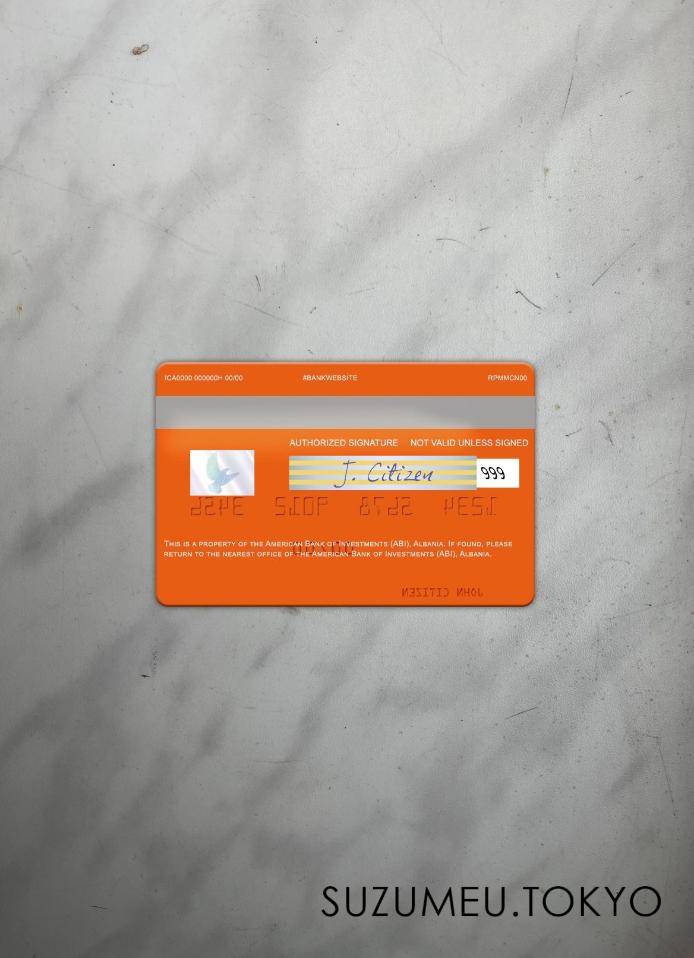 ICA0000 000000H 00/00 #BANKWEBSITE RPMMCN00
AUTHORIZED SIGNATURE NOT VALID UNLESS SIGNED
J. Citizen 999
THIS IS A PROPERTY OF THE AMERICAN BANK OF INVESTMENTS (ABI), ALBANIA. IF FOUND, PLEASE
RETURN TO THE NEAREST OFFICE OF THE AMERICAN BANK OF INVESTMENTS (ABI), ALBANIA.
JOHN CITIZEN
SUZUMEU.TOKYO